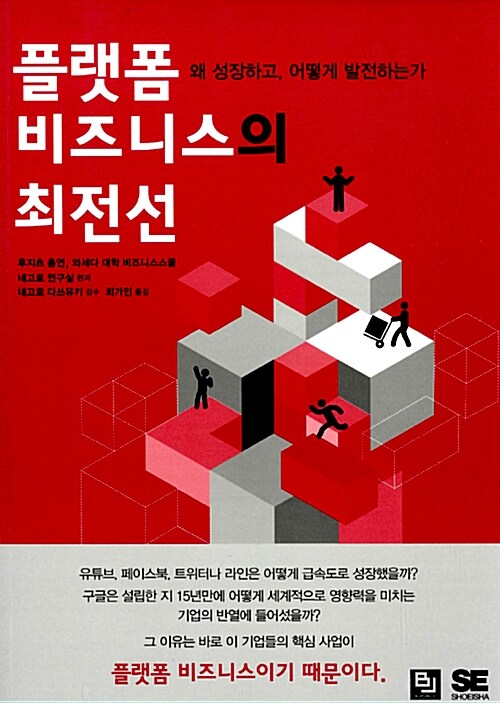 플랫폼 왜 성장하고, 어떻게 발전하는가
비즈니스의
최전선
후지츠 총연, 와세다 대학 비즈니스스쿨
네고로 연구실 편저
네고로 다쓰유키 감수 최가인 옮김
유튜브, 페이스북, 트위터나 라인은 어떻게 급속도로 성장했을까?
구글은 설립한 지 15년만에 어떻게 세계적으로 영향력을 미치는
기업의 반열에 들어섰을까?
그 이유는 바로 이 기업들의 핵심 사업이
플랫폼 비즈니스이기 때문이다.
BJ
SE
SHOEISHA